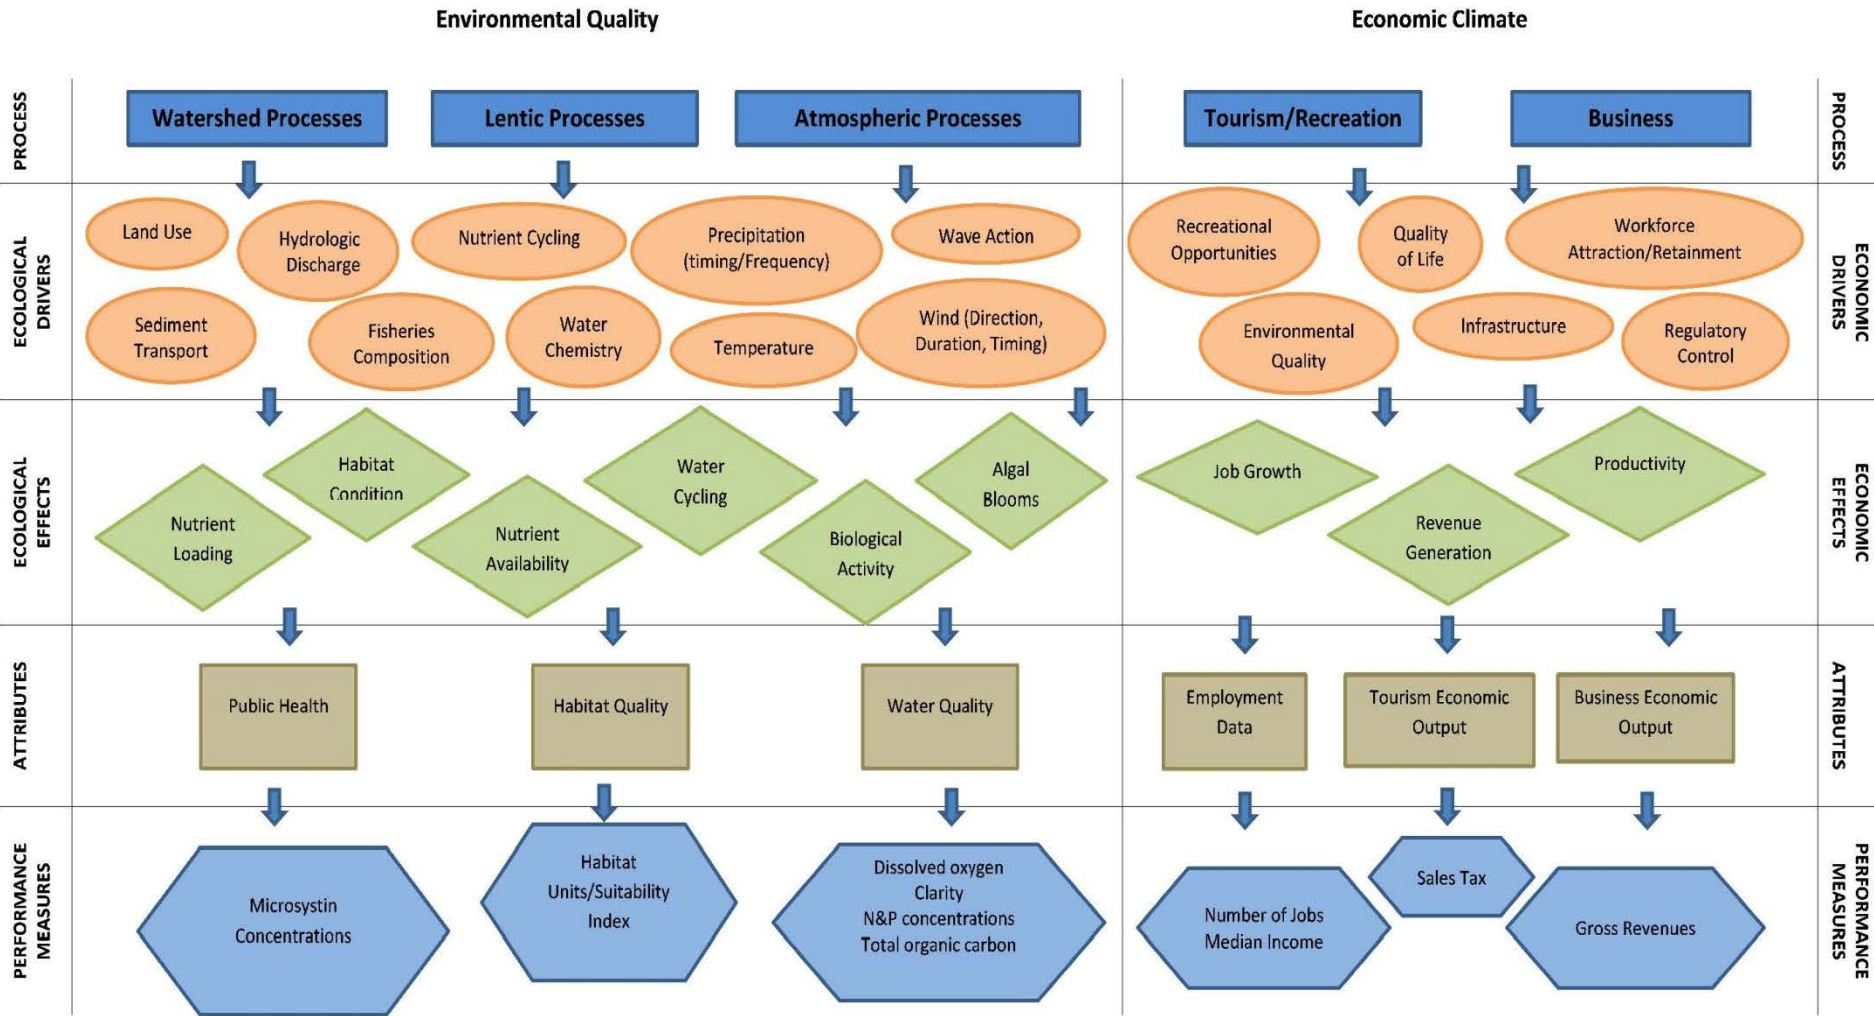 Environmental Quality
Economic Climate
PROCESS
Watershed Processes
Lentic Processes
Atmospheric Processes
Tourism/Recreation
Business
PROCESS
ECOLOGICAL
DRIVERS
Land Use
Hydrologic
Discharge
Nutrient Cycling
Precipitation
(timing/Frequency)
Wave Action
Sediment
Transport
Fisheries
Composition
Water
Chemistry
Temperature
Wind (Direction,
Duration, Timing)
Recreational
Opportunities
Quality
of Life
Workforce
Attraction/Retainment
Environmental
Quality
Infrastructure
Regulatory
Control
ECONOMIC
DRIVERS
ECOLOGICAL
EFFECTS
Nutrient
Loading
Habitat
Condition
Nutrient
Availability
Water
Cycling
Biological
Activity
Algal
Blooms
Job Growth
Revenue
Generation
Productivity
ECONOMIC
EFFECTS
ATTRIBUTES
Public Health
Habitat Quality
Water Quality
Employment
Data
Tourism Economic
Output
Business Economic
Output
ATTRIBUTES
PERFORMANCE
MEASURES
Microsystin
Concentrations
Habitat
Units/Suitability
Index
Dissolved oxygen
Clarity
N&P concentrations
Total organic carbon
Number of Jobs
Median Income
Sales Tax
Gross Revenues
PERFORMANCE
MEASURES